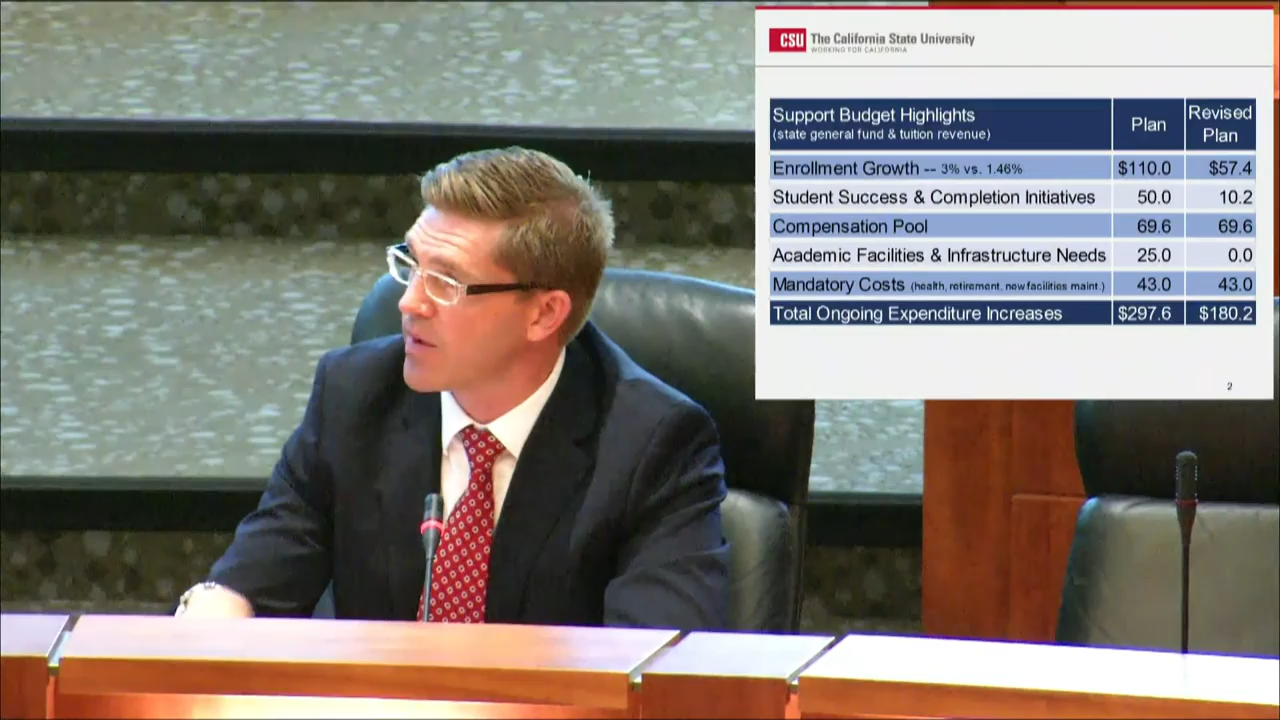 CSU The California State University
WORKING FOR CALIFORNIA
Support Budget Highlights
(state general fund & tuition revenue)
Plan
Revised
Plan
Enrollment Growth -- 3% vs. 1.46% $110.0 $57.4
Student Success & Completion Initiatives 50.0 10.2
Compensation Pool 69.6 69.6
Academic Facilities & Infrastructure Needs 25.0 0.0
Mandatory Costs (health, retirement, new facilities maint.) 43.0 43.0
Total Ongoing Expenditure Increases $297.6 $180.2
2